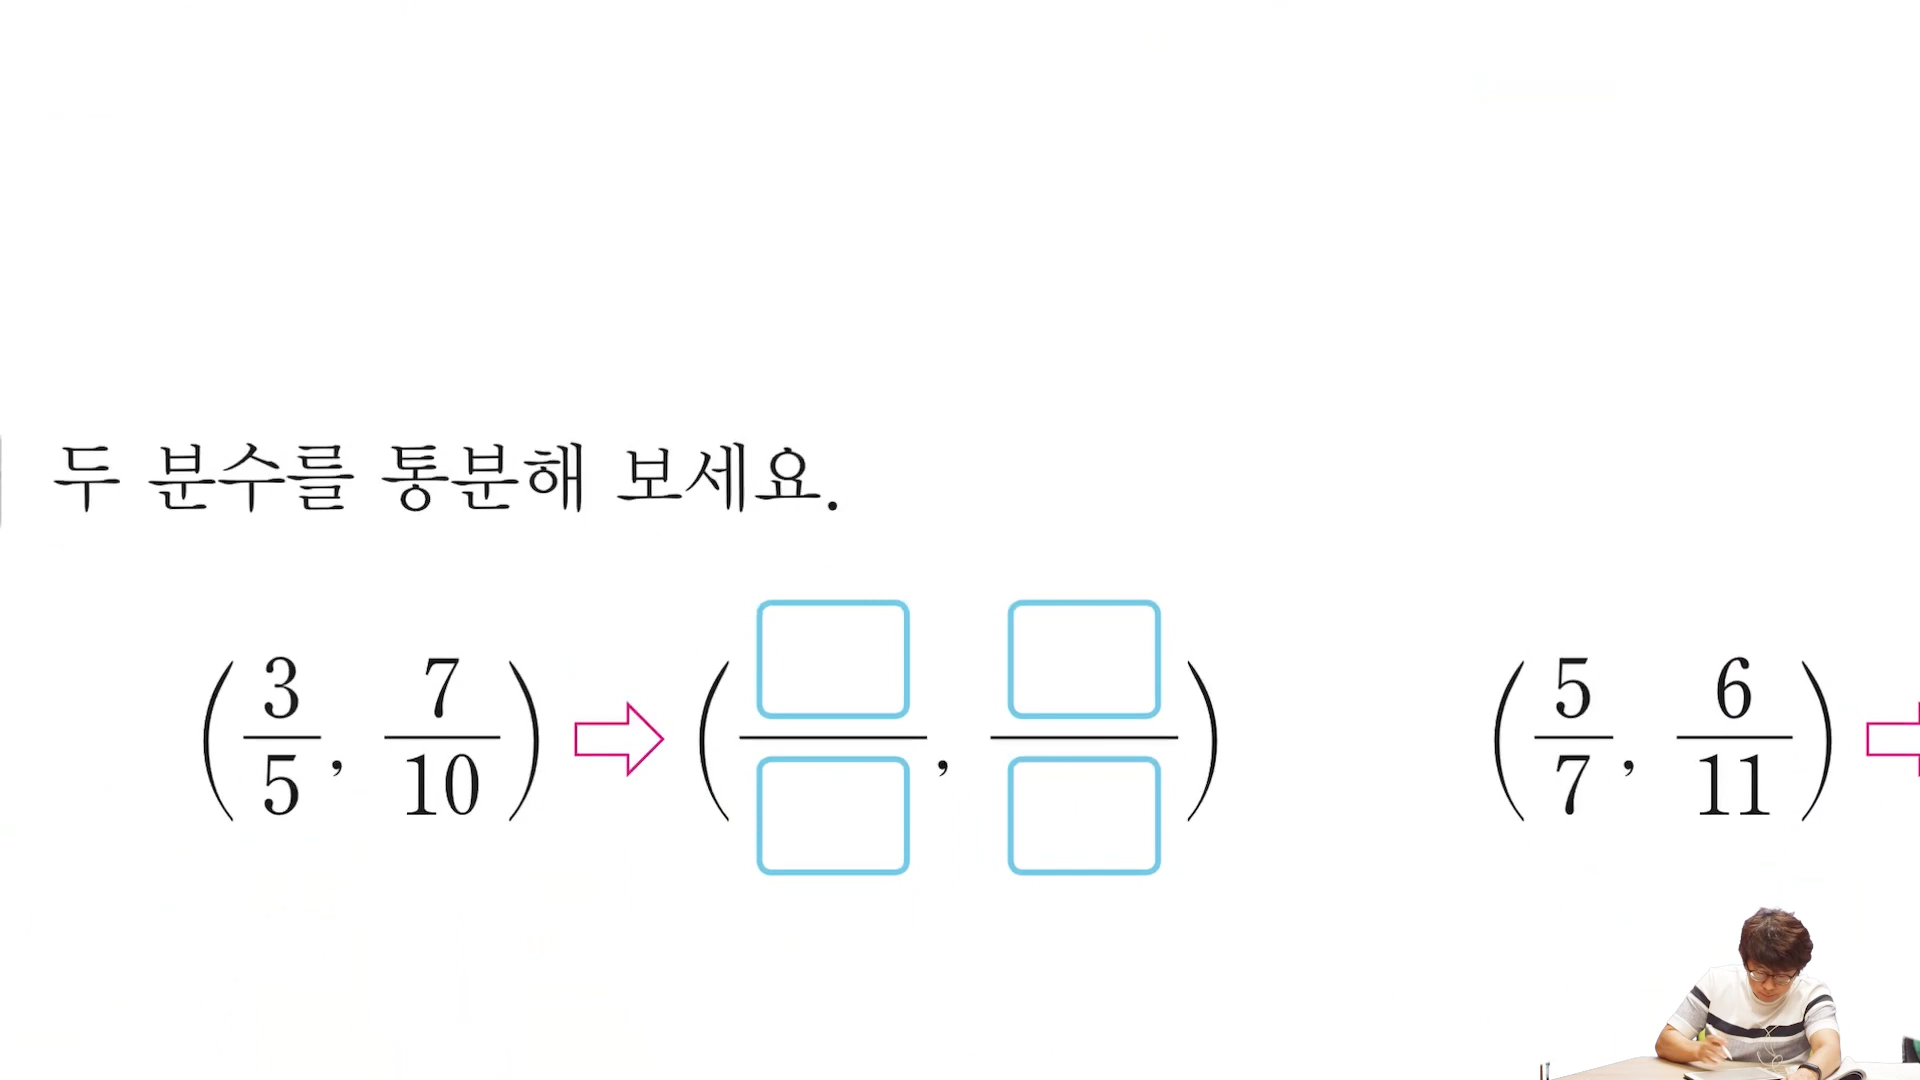 두 분수를 통분해 보세요.
(3/5, 7/10) ⇨ (□/□, □/□) (5/7, 6/11) ⇨